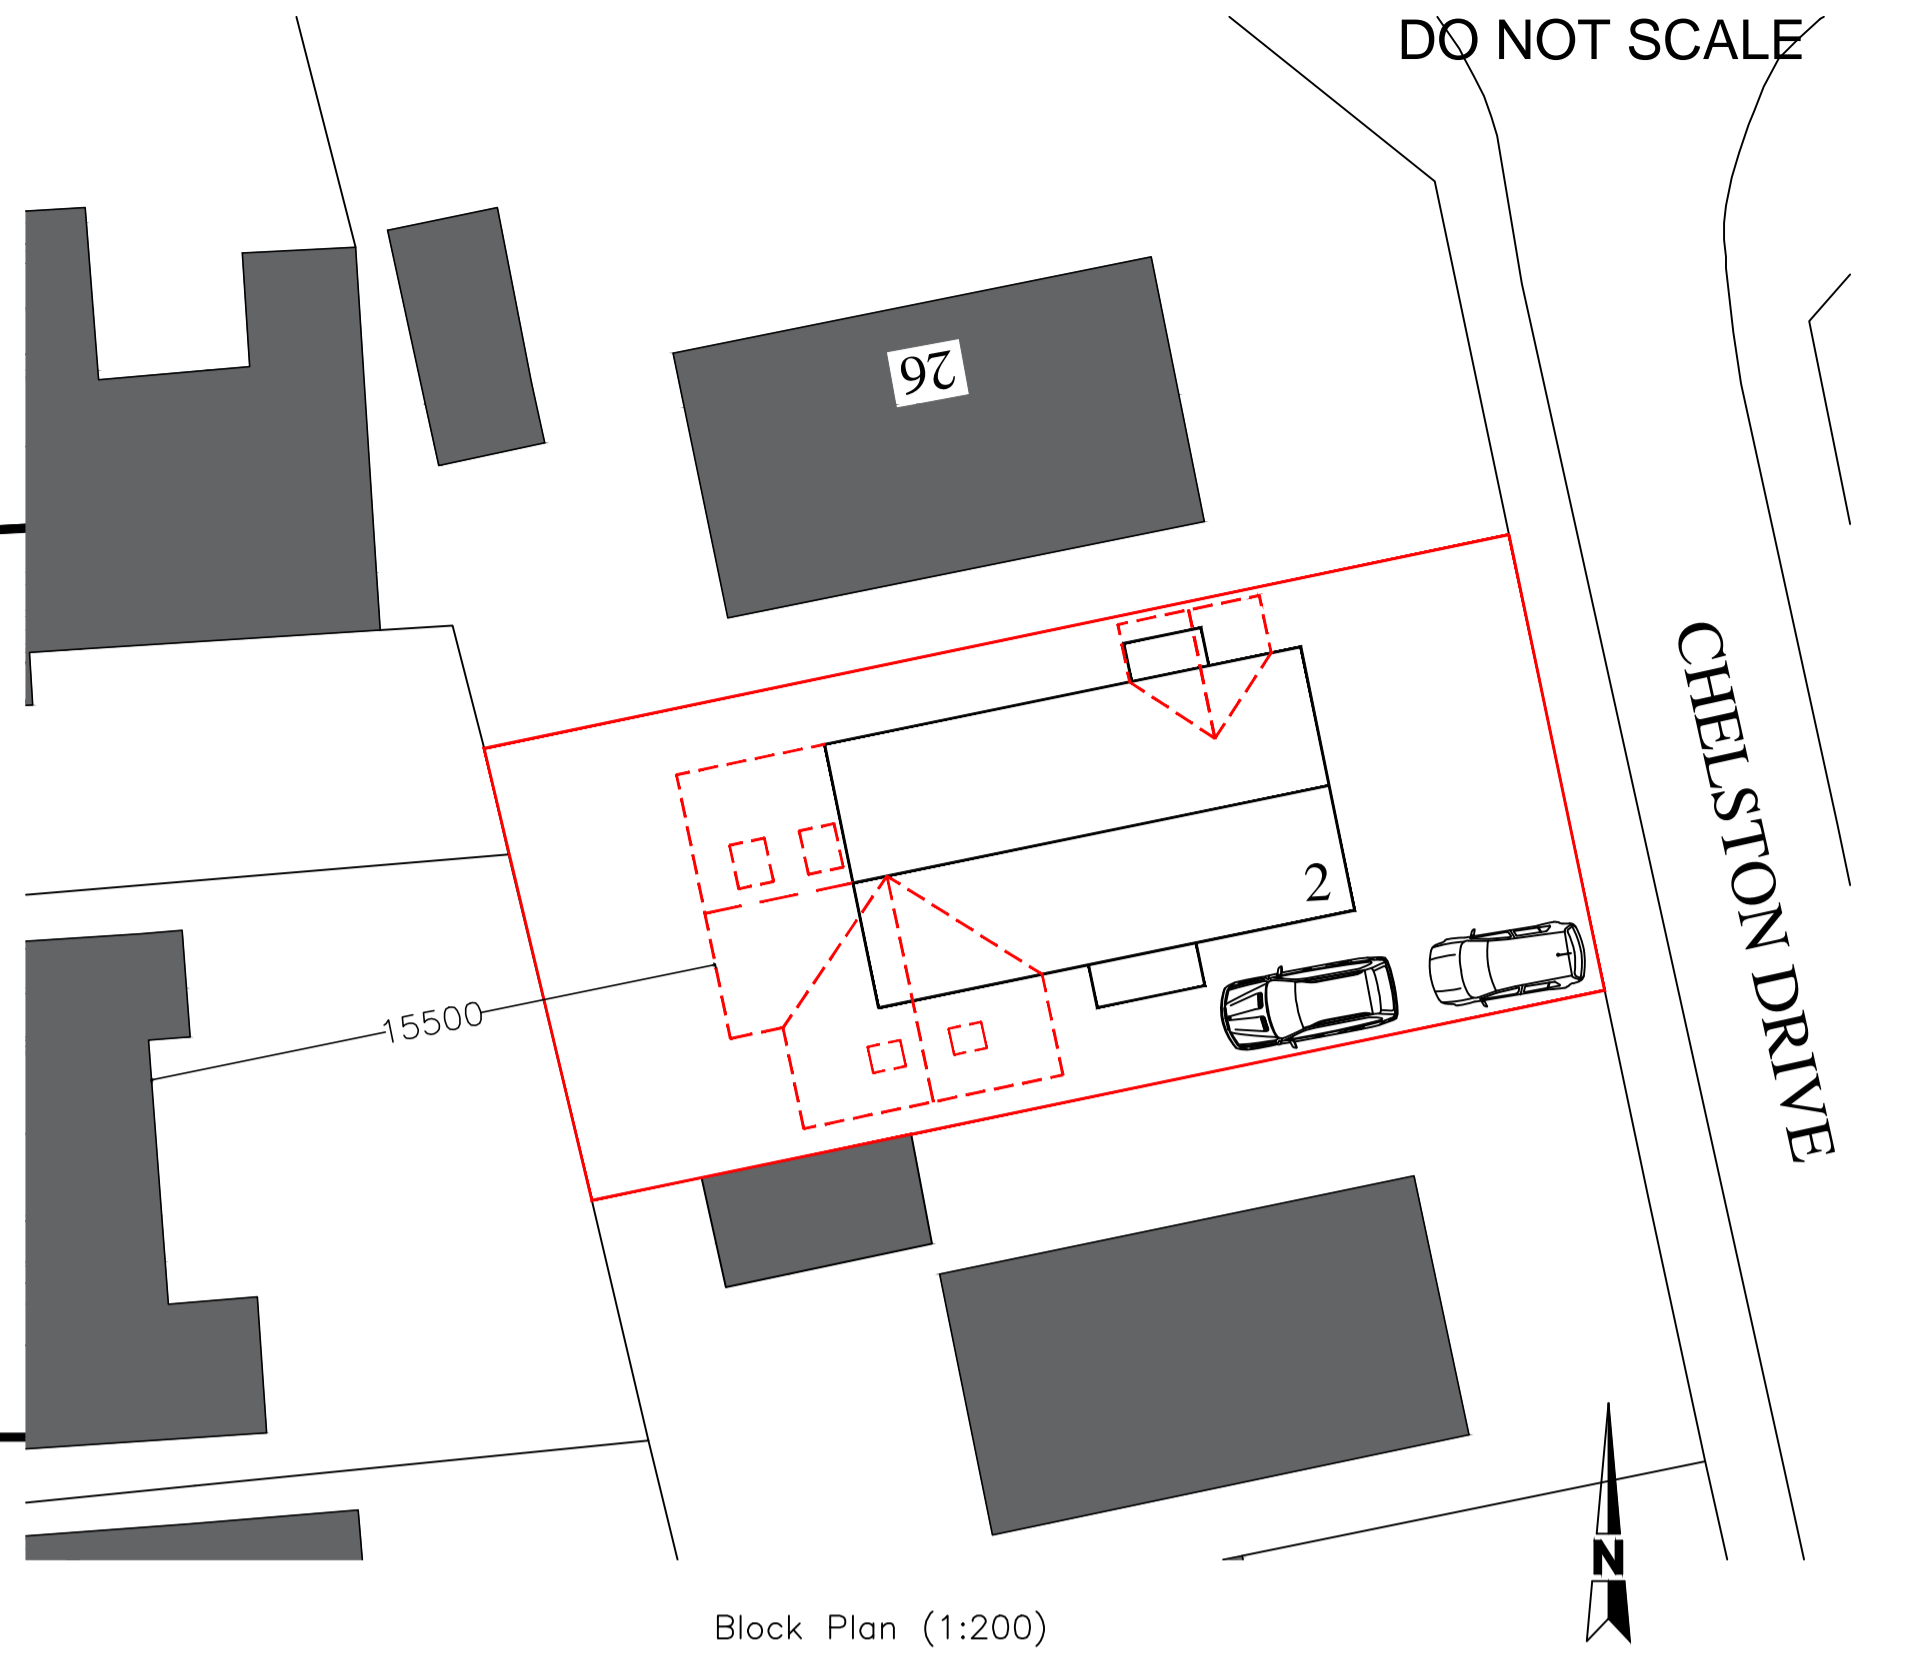 DO NOT SCALE
26
CHELSTON DRIVE
2
15500
N
Block Plan (1:200)